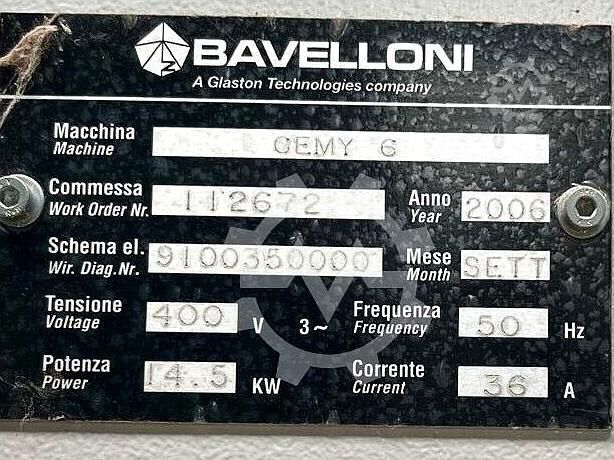 BAVELLONI
A Glaston Technologies company
Macchina
Machine
GEMY 6
Commessa
Work Order Nr.
112672
Anno
Year
2006
Schema el.
Wir. Diag.Nr.
9100350000
Mese
Month
SETT
Tensione
Voltage
400 V 3~
Frequenza
Frequency
50 Hz
Potenza
Power
14.5 KW
Corrente
Current
36 A